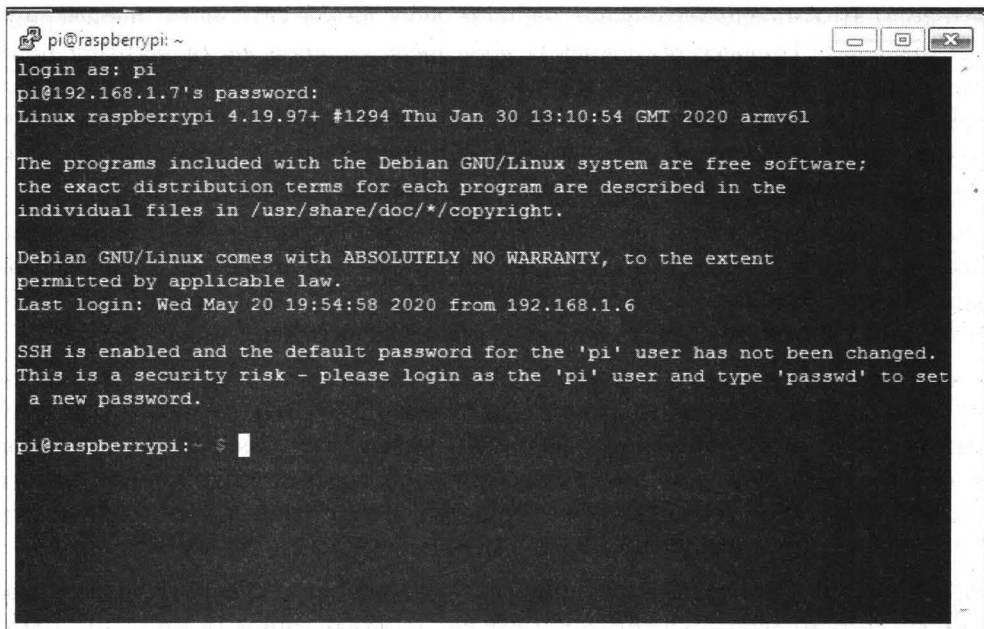 pi@raspberrypi: ~
login as: pi
pi@192.168.1.7's password:
Linux raspberrypi 4.19.97+ #1294 Thu Jan 30 13:10:54 GMT 2020 armv6l
The programs included with the Debian GNU/Linux system are free software;
the exact distribution terms for each program are described in the
individual files in /usr/share/doc/*/copyright.
Debian GNU/Linux comes with ABSOLUTELY NO WARRANTY, to the extent
permitted by applicable law.
Last login: Wed May 20 19:54:58 2020 from 192.168.1.6
SSH is enabled and the default password for the 'pi' user has not been changed.
This is a security risk - please login as the 'pi' user and type 'passwd' to set
a new password.
pi@raspberrypi:~ $